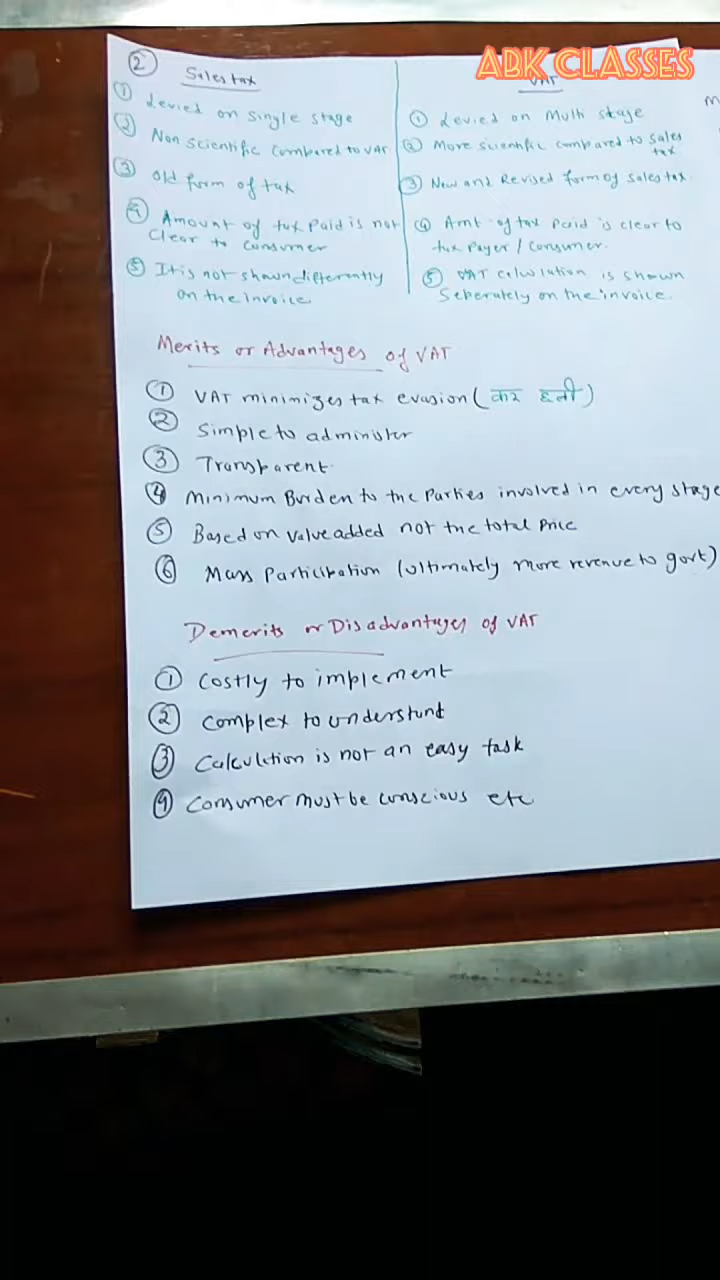 ABK CLASSES
②
Sales tax
① Levied on single stage
② Non scientific compared to VAT
③ Old form of tax
④ Amount of tax paid is not
clear to consumer
⑤ It is not shown differently
on the invoice
VAT
① Levied on Multi stage
② More scientific compared to sales
tax
③ New and Revised form of sales tax.
④ Amt. of tax paid is clear to
tax payer / consumer.
⑤ VAT calculation is shown
Seperately on the invoice.
Merits or Advantages of VAT
① VAT minimizes tax evasion (कर छली)
② Simple to administer
③ Transparent.
④ Minimum Burden to the Parties involved in every stage
⑤ Based on value added not the total price
⑥ Mass Participation (ultimately more revenue to govt)
Demerits or Disadvantages of VAT
① Costly to implement
② Complex to understand
③ Calculation is not an easy task
④ Consumer must be conscious etc